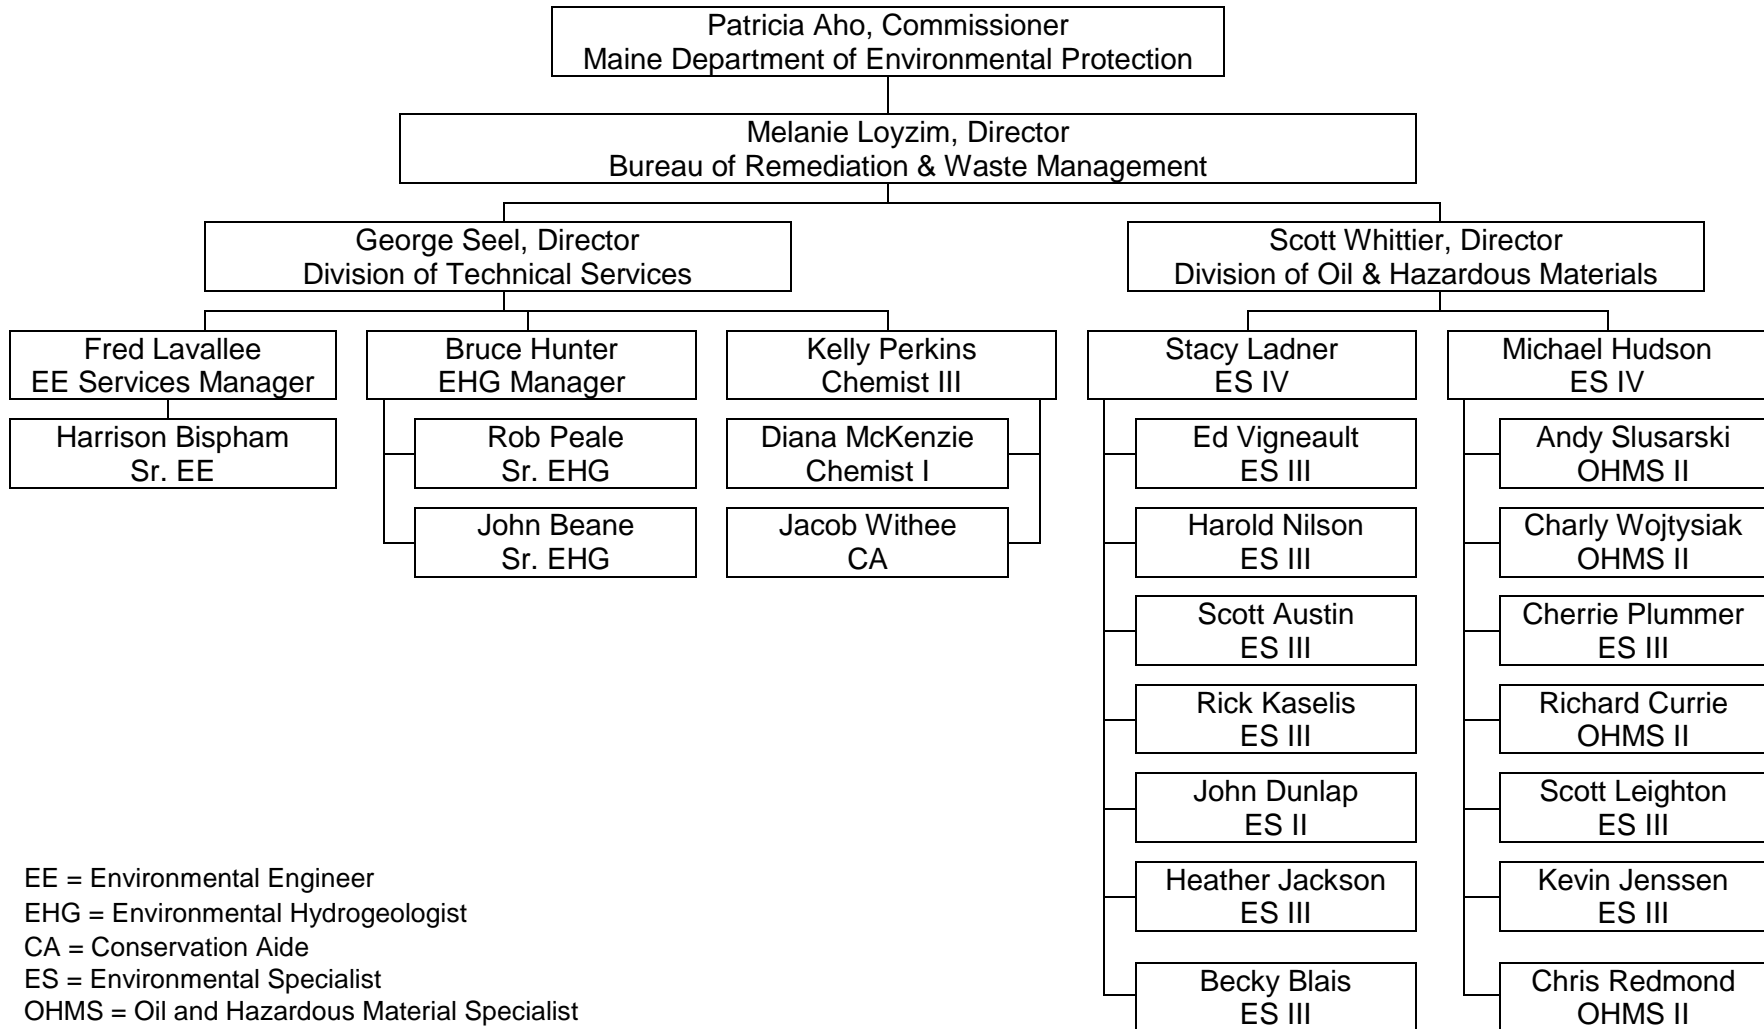 Patricia Aho, Commissioner
Maine Department of Environmental Protection
Melanie Loyzim, Director
Bureau of Remediation & Waste Management
George Seel, Director
Division of Technical Services
Scott Whittier, Director
Division of Oil & Hazardous Materials
Fred Lavallee
EE Services Manager
Harrison Bispham
Sr. EE
Bruce Hunter
EHG Manager
Rob Peale
Sr. EHG
John Beane
Sr. EHG
Kelly Perkins
Chemist III
Diana McKenzie
Chemist I
Jacob Withee
CA
Stacy Ladner
ES IV
Ed Vigneault
ES III
Harold Nilson
ES III
Scott Austin
ES III
Rick Kaselis
ES III
John Dunlap
ES II
Heather Jackson
ES III
Becky Blais
ES III
Michael Hudson
ES IV
Andy Slusarski
OHMS II
Charly Wojtysiak
OHMS II
Cherrie Plummer
ES III
Richard Currie
OHMS II
Scott Leighton
ES III
Kevin Jenssen
ES III
Chris Redmond
OHMS II
EE = Environmental Engineer
EHG = Environmental Hydrogeologist
CA = Conservation Aide
ES = Environmental Specialist
OHMS = Oil and Hazardous Material Specialist